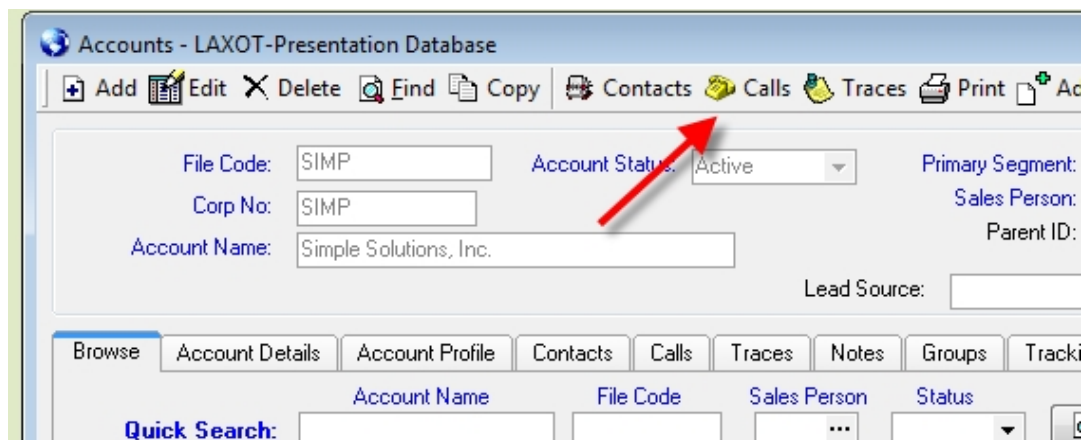 Accounts - LAXOT-Presentation Database
Add Edit Delete Find Copy Contacts Calls Traces Print
File Code: SIMP Account Status: Active Primary Segment:
Corp No: SIMP Sales Person:
Account Name: Simple Solutions, Inc. Parent ID:
Lead Source:
Browse Account Details Account Profile Contacts Calls Traces Notes Groups
Account Name File Code Sales Person Status
Quick Search: ...